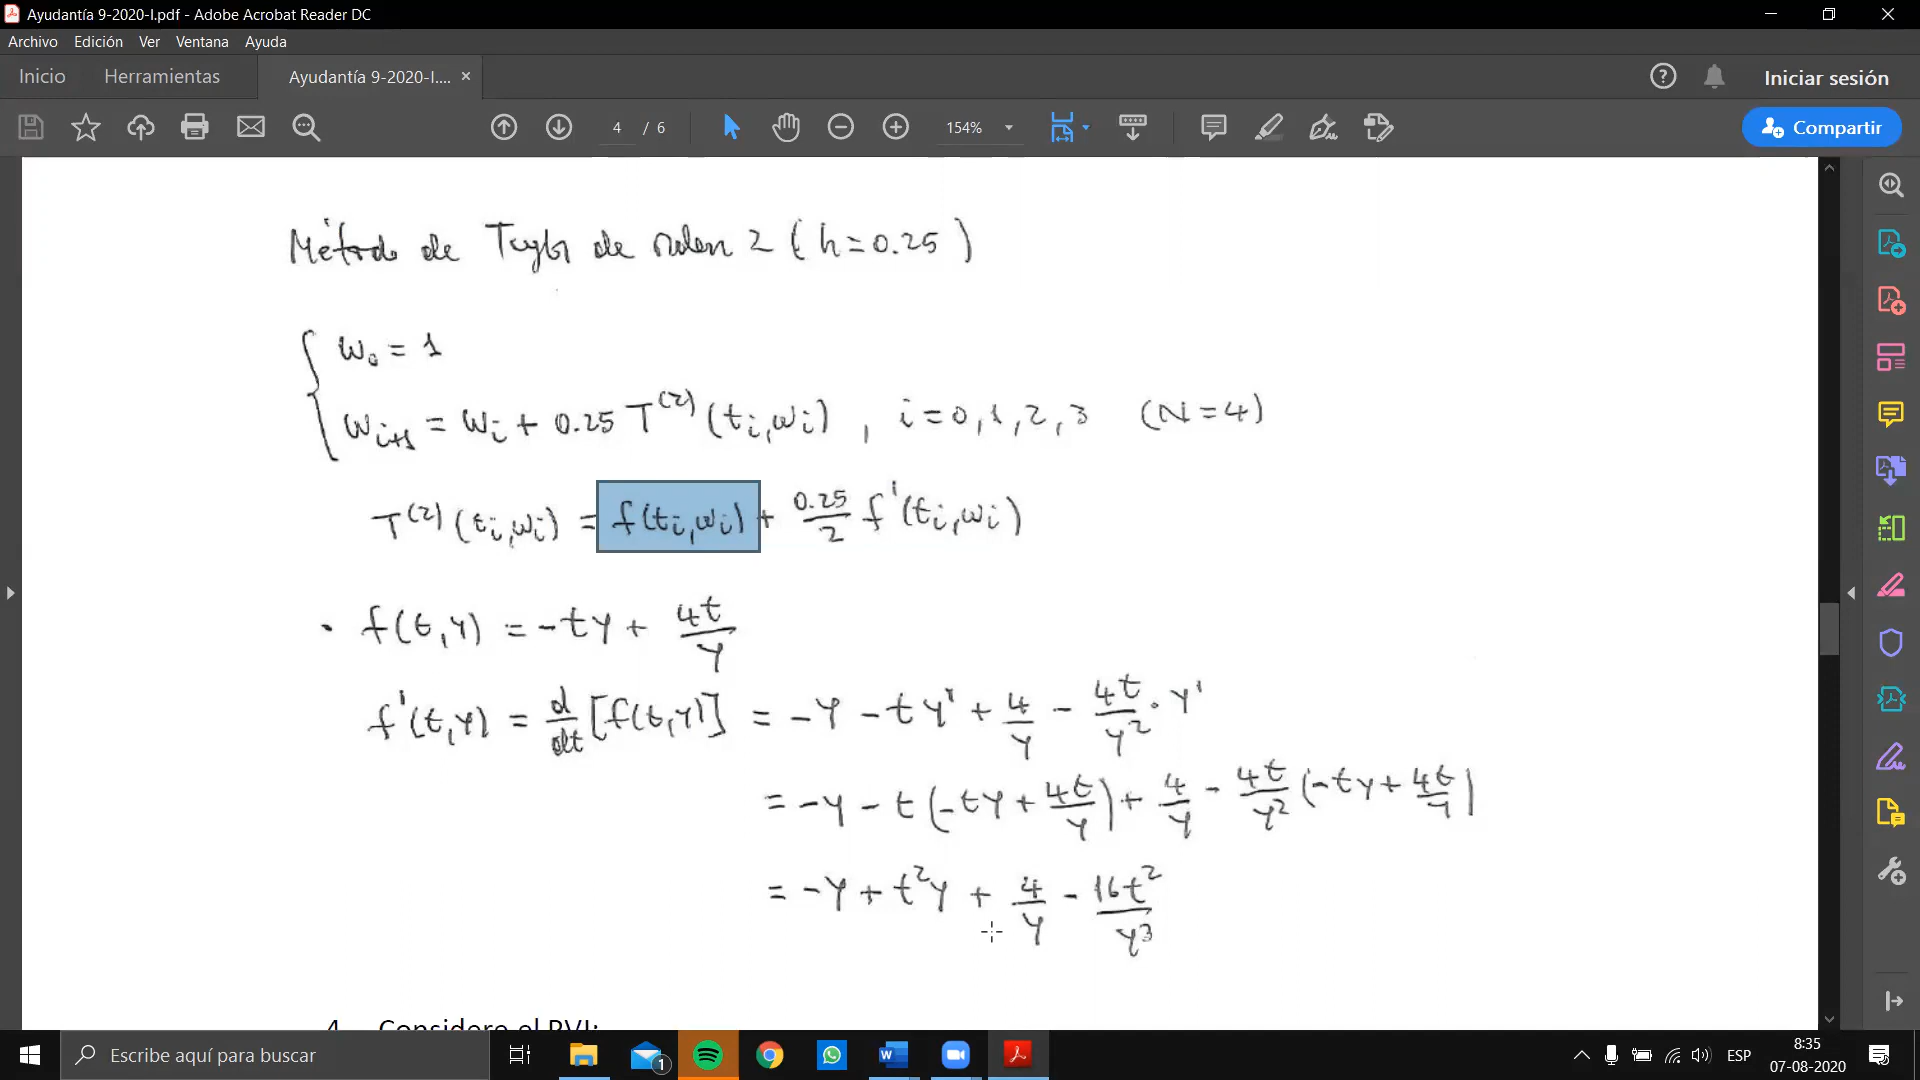 Ayudantía 9-2020-I.pdf - Adobe Acrobat Reader DC
Archivo Edición Ver Ventana Ayuda
Inicio Herramientas Ayudantía 9-2020-I.... × Iniciar sesión
4 / 6 154% Compartir
Método de Taylor de orden 2 (h=0.25)
w₀ = 1
wᵢ₊₁ = wᵢ + 0.25 T⁽²⁾(tᵢ,wᵢ) , i=0,1,2,3 (N=4)
T⁽²⁾(tᵢ,wᵢ) = f(tᵢ,wᵢ) + 0.25/2 f'(tᵢ,wᵢ)
• f(t,y) = -ty + 4t/y
f'(t,y) = d/dt [f(t,y)] = -y - ty' + 4/y - 4t/y² · y'
= -y - t(-ty + 4t/y) + 4/y - 4t/y² (-ty + 4t/y)
= -y + t²y + 4/y - 16t²/y³
4. Considere el PVI:
Escribe aquí para buscar 1 ESP 8:35
07-08-2020